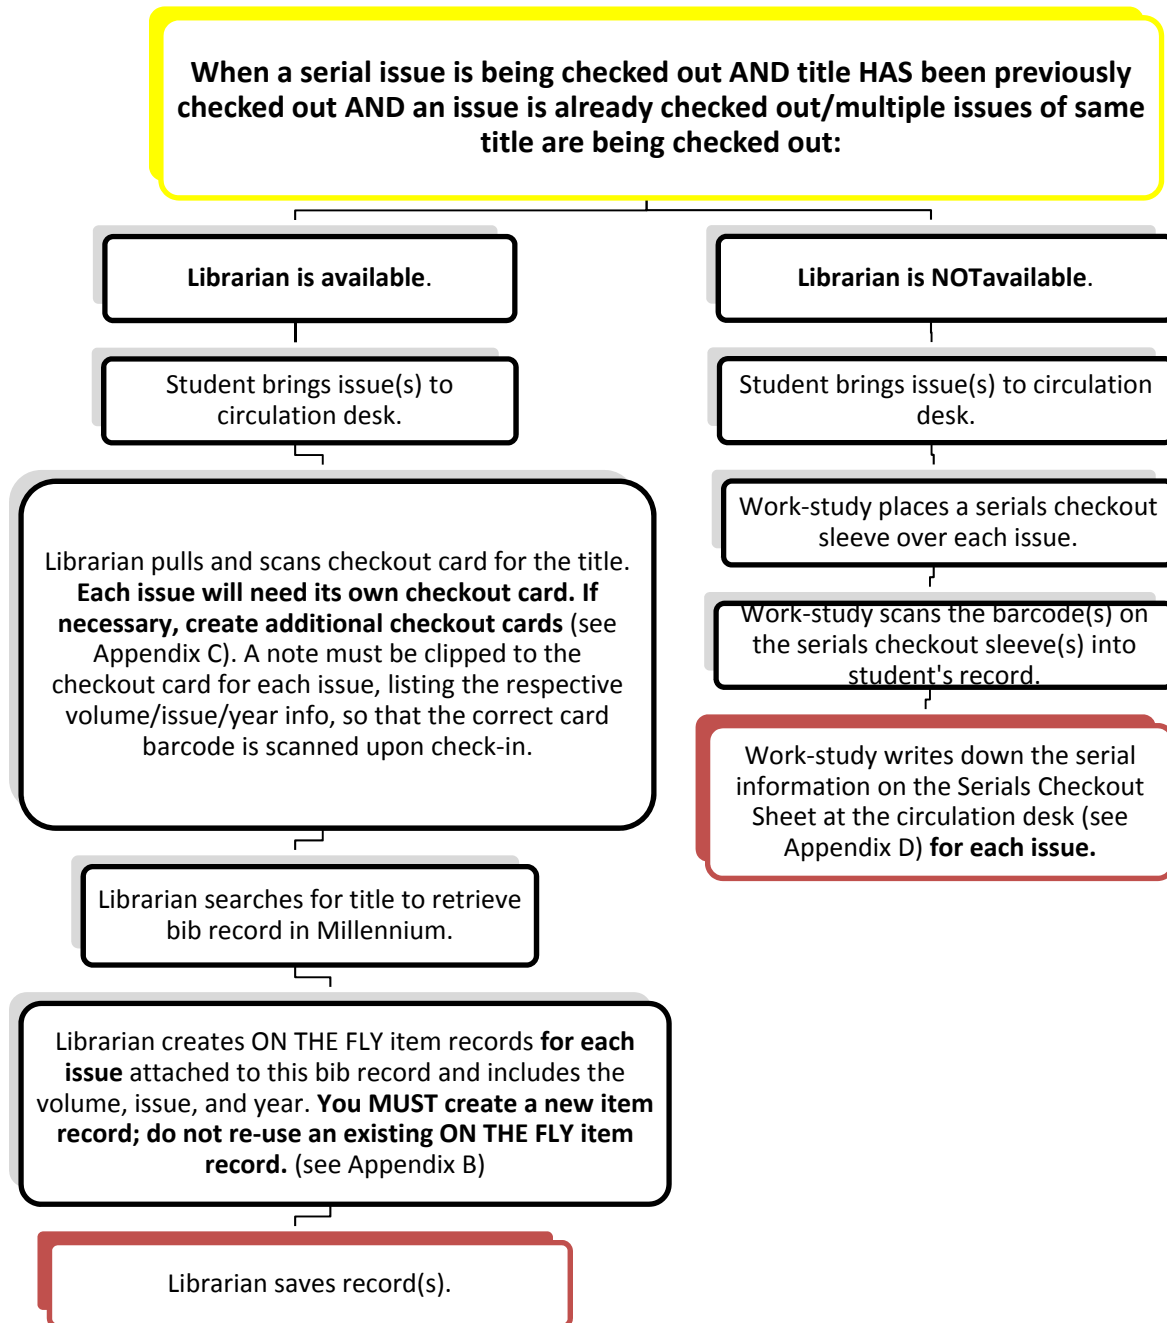 When a serial issue is being checked out AND title HAS been previously
checked out AND an issue is already checked out/multiple issues of same
title are being checked out:
Librarian is available.
Student brings issue(s) to
circulation desk.
Librarian pulls and scans checkout card for the title.
Each issue will need its own checkout card. If
necessary, create additional checkout cards (see
Appendix C). A note must be clipped to the
checkout card for each issue, listing the respective
volume/issue/year info, so that the correct card
barcode is scanned upon check-in.
Librarian searches for title to retrieve
bib record in Millennium.
Librarian creates ON THE FLY item records for each
issue attached to this bib record and includes the
volume, issue, and year. You MUST create a new item
record; do not re-use an existing ON THE FLY item
record. (see Appendix B)
Librarian saves record(s).
Librarian is NOTavailable.
Student brings issue(s) to circulation
desk.
Work-study places a serials checkout
sleeve over each issue.
Work-study scans the barcode(s) on
the serials checkout sleeve(s) into
student's record.
Work-study writes down the serial
information on the Serials Checkout
Sheet at the circulation desk (see
Appendix D) for each issue.